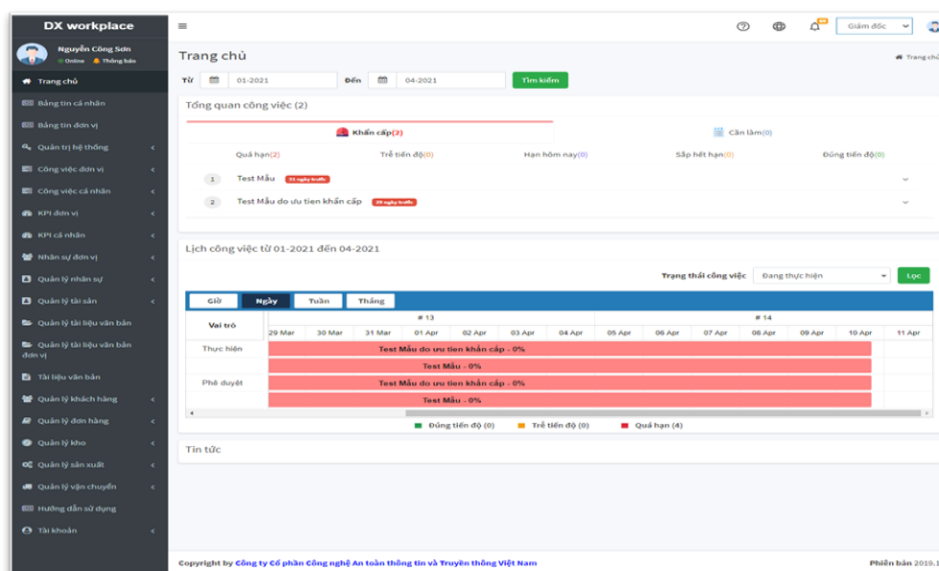 DX workplace
Giám đốc
Nguyễn Công Sơn
Online Thông báo
Trang chủ
Bảng tin cá nhân
Bảng tin đơn vị
Quản trị hệ thống
Công việc đơn vị
Công việc cá nhân
KPI đơn vị
KPI cá nhân
Nhân sự đơn vị
Quản lý nhân sự
Quản lý tài sản
Quản lý tài liệu văn bản
Quản lý tài liệu văn bản
đơn vị
Tài liệu văn bản
Quản lý khách hàng
Quản lý đơn hàng
Quản lý kho
Quản lý sản xuất
Quản lý vận chuyển
Hướng dẫn sử dụng
Tài khoản
Trang chủ
Trang chủ
Từ 01-2021 Đến 04-2021 Tìm kiếm
Tổng quan công việc (2)
Khẩn cấp(2) Cần làm(0)
Quá hạn(2) Trễ tiến độ(0) Hạn hôm nay(0) Sắp hết hạn(0) Đúng tiến độ(0)
1 Test Mẫu 31 ngày trước
2 Test Mẫu do ưu tien khẩn cấp 29 ngày trước
Lịch công việc từ 01-2021 đến 04-2021
Trạng thái công việc Đang thực hiện Lọc
Giờ Ngày Tuần Tháng
Vai trò # 13 # 14
29 Mar 30 Mar 31 Mar 01 Apr 02 Apr 03 Apr 04 Apr 05 Apr 06 Apr 07 Apr 08 Apr 09 Apr 10 Apr 11 Apr
Thực hiện Test Mẫu do ưu tien khẩn cấp - 0%
Test Mẫu - 0%
Phê duyệt Test Mẫu do ưu tien khẩn cấp - 0%
Test Mẫu - 0%
Đúng tiến độ (0) Trễ tiến độ (0) Quá hạn (4)
Tin tức
Copyright by Công ty Cổ phần Công nghệ An toàn thông tin và Truyền thông Việt Nam
Phiên bản 2019.1